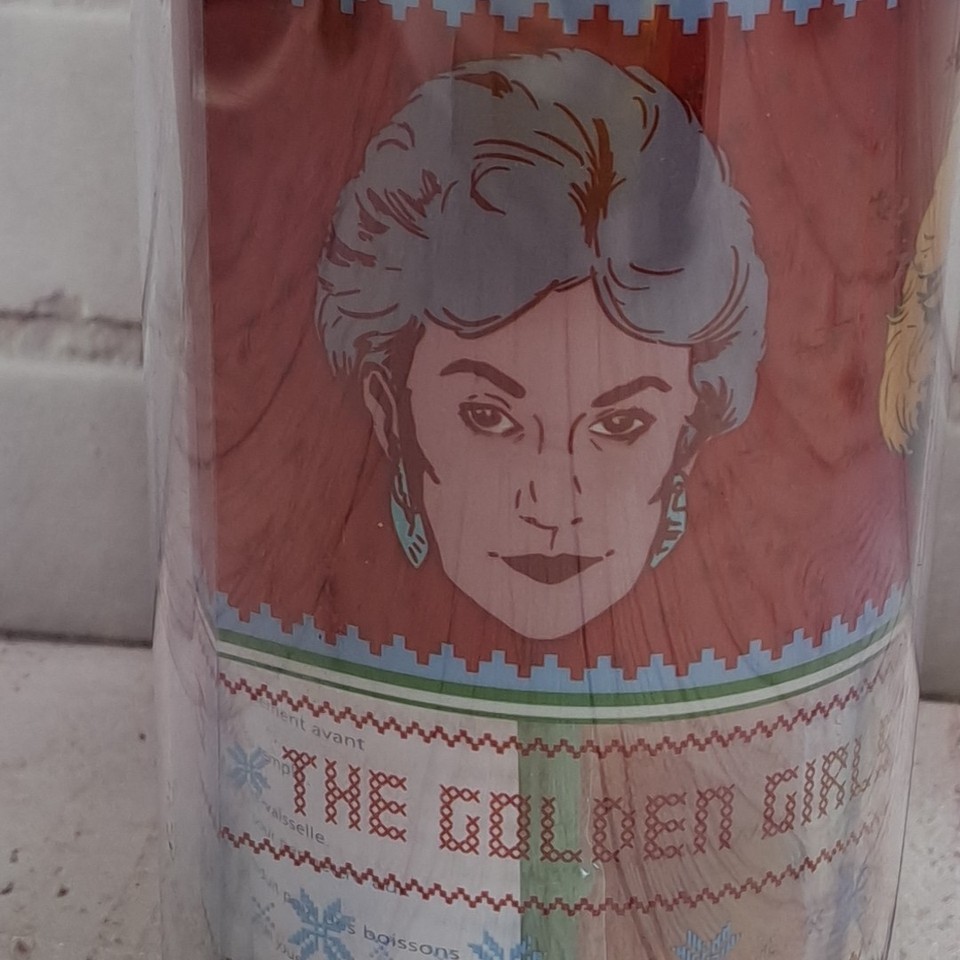 ment avant
THE GOLDEN GIRLS
vaisselle
boissons